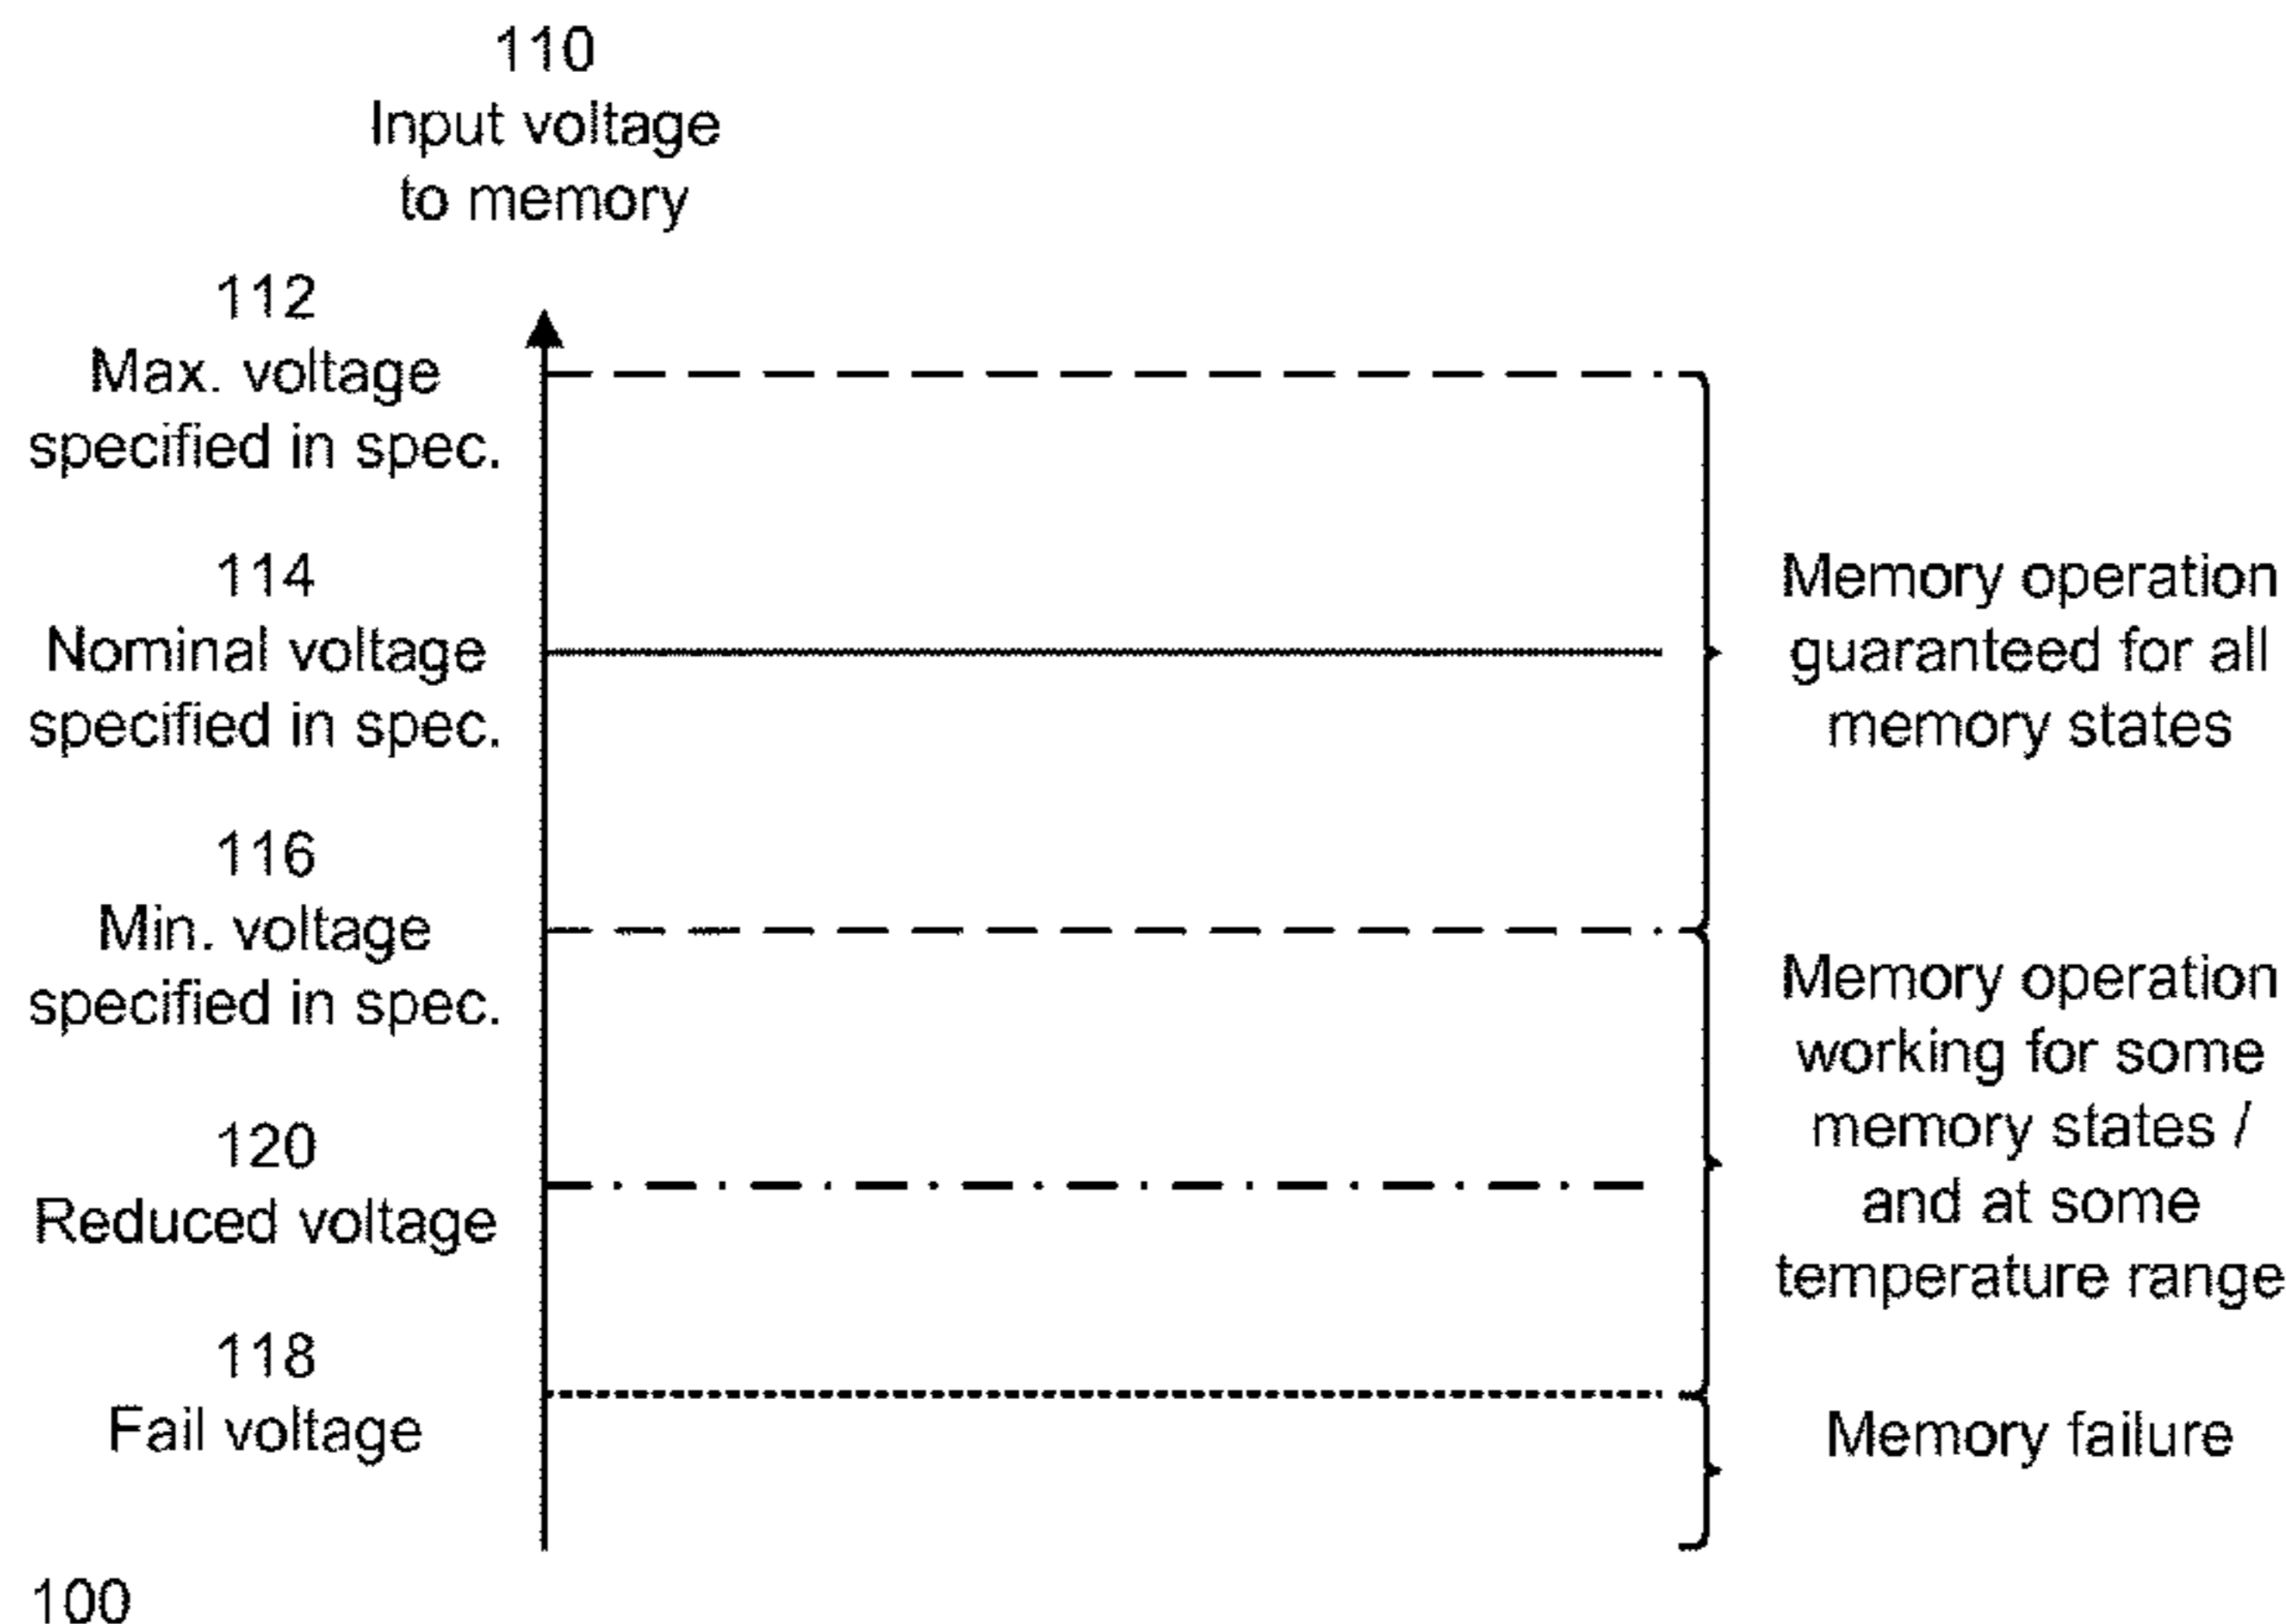 110
Input voltage
to memory
112
Max. voltage
specified in spec.
114
Nominal voltage
specified in spec.
Memory operation
guaranteed for all
memory states
116
Min. voltage
specified in spec.
Memory operation
working for some
memory states /
and at some
temperature range
120
Reduced voltage
118
Fail voltage
Memory failure
100